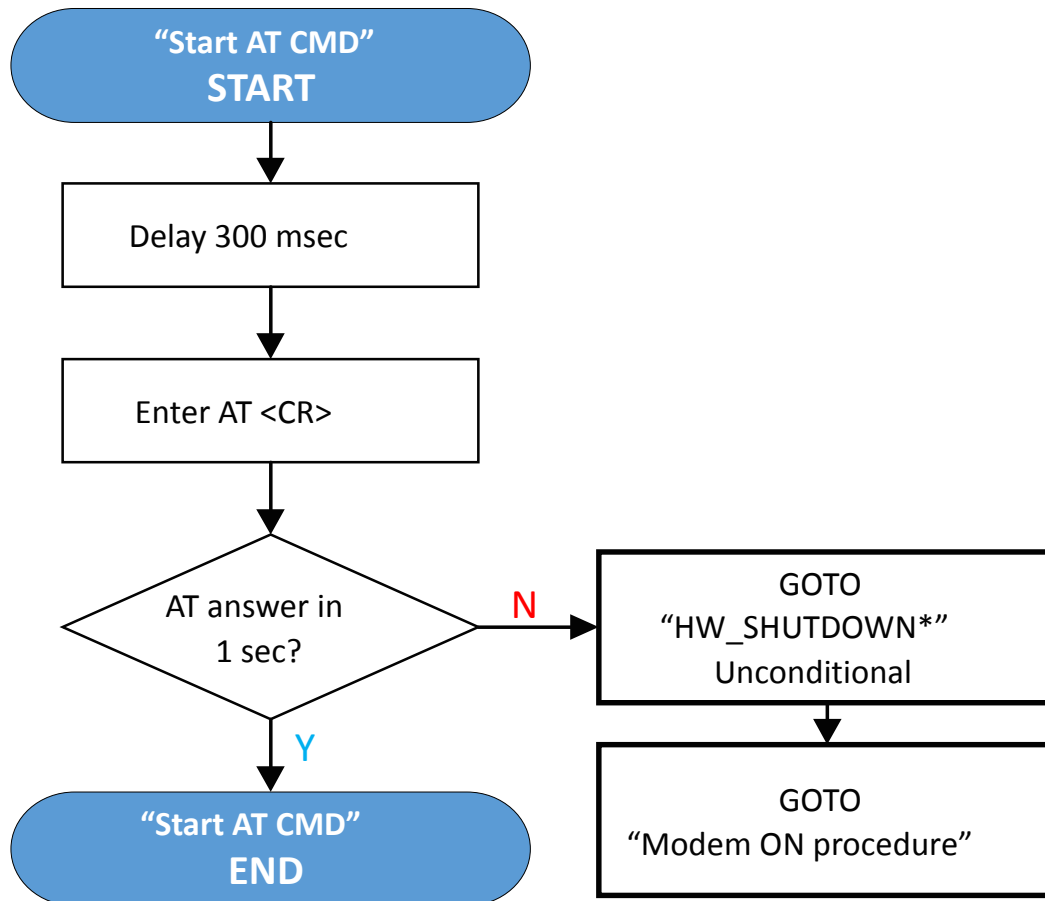 “Start AT CMD”
START
Delay 300 msec
Enter AT <CR>
AT answer in
1 sec?
N
GOTO
“HW_SHUTDOWN*”
Unconditional
Y
GOTO
“Modem ON procedure”
“Start AT CMD”
END